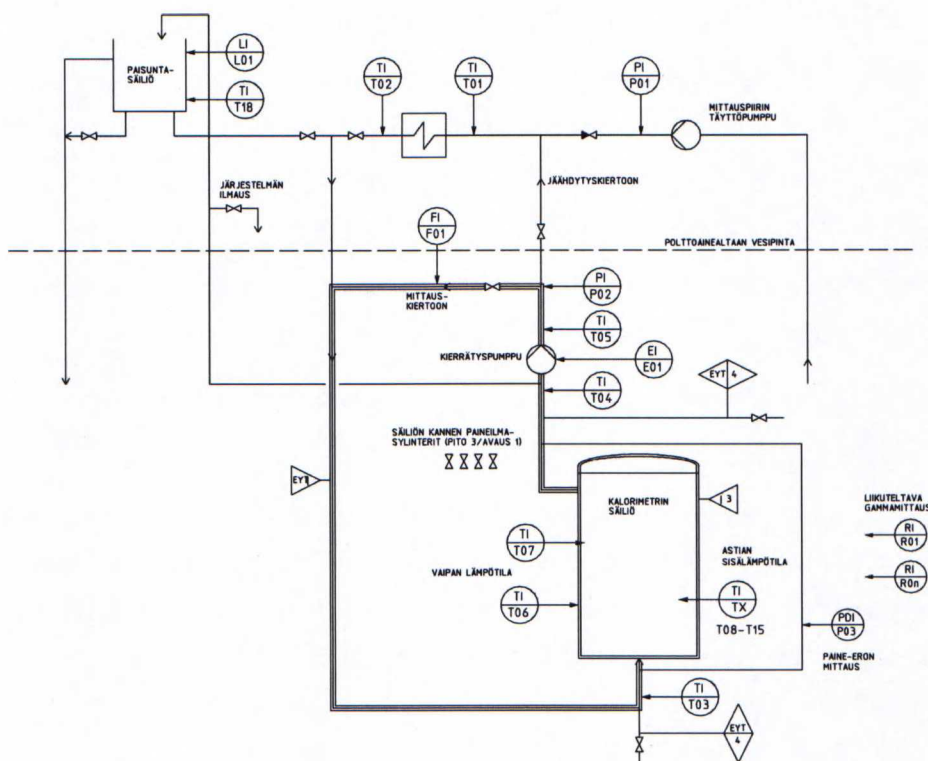 LI
L01
PAISUNTA-
SÄILIÖ
TI
T18
TI
T02
TI
T01
PI
P01
MITTAUSPIIRIN
TÄYTTÖPUMPPU
JÄRJESTELMÄN
ILMAUS
JÄÄHDYTYSKIERTOON
FI
F01
POLTTOAINEALTAAN VESIPINTA
MITTAUS-
KIERTOON
PI
P02
TI
T05
KIERRÄTYSPUMPPU
EI
E01
TI
T04
EYT 4
SÄILIÖN KANNEN PAINEILMA-
SYLINTERIT (PITO 3/AVAUS 1)
EYT
KALORIMETRIN
SÄILIÖ
3
LIIKUTELTAVA
GAMMAMITTAUS
RI
R01
TI
T07
VAIPAN LÄMPÖTILA
ASTIAN
SISÄLÄMPÖTILA
RI
R0n
TI
T06
TI
TX
T08-T15
PDI
P03
PAINE-ERON
MITTAUS
TI
T03
EYT
4